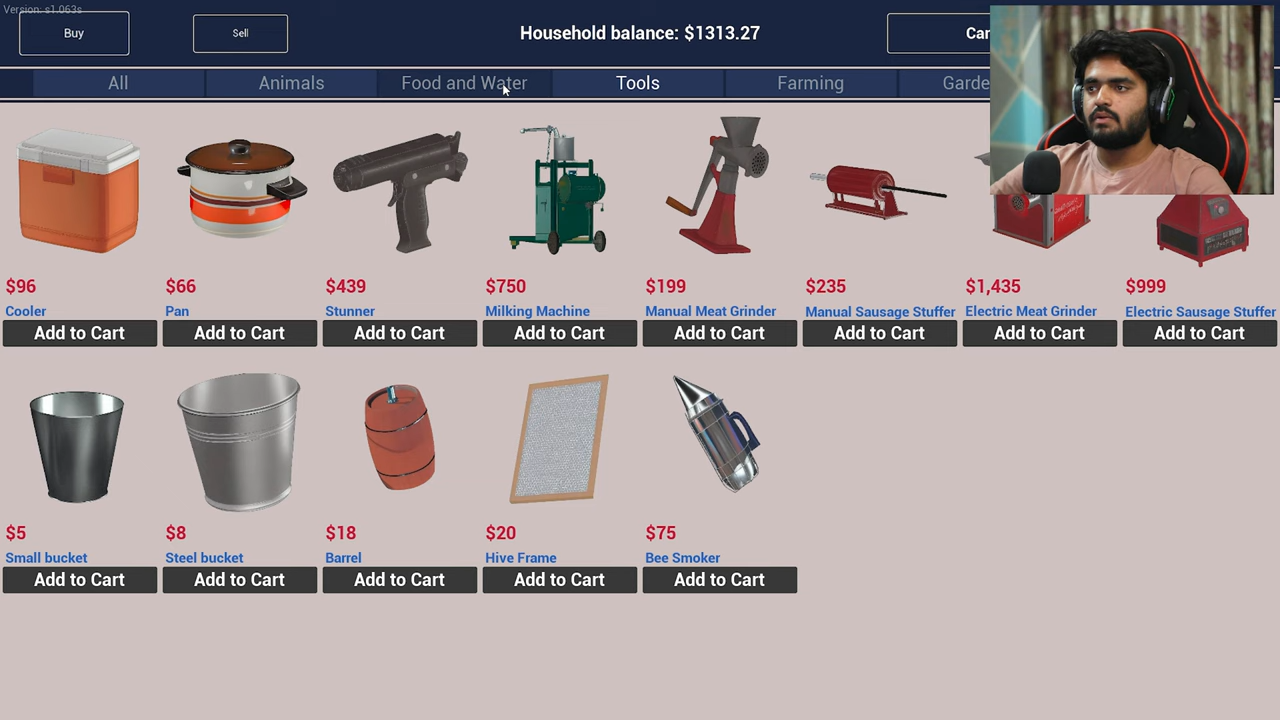 Version: s1.063s
Buy
Sell
Household balance: $1313.27
Car
All
Animals
Food and Water
Tools
Farming
Garde
$96
Cooler
Add to Cart
$66
Pan
Add to Cart
$439
Stunner
Add to Cart
$750
Milking Machine
Add to Cart
$199
Manual Meat Grinder
Add to Cart
$235
Manual Sausage Stuffer
Add to Cart
$1,435
Electric Meat Grinder
Add to Cart
$999
Electric Sausage Stuffer
Add to Cart
$5
Small bucket
Add to Cart
$8
Steel bucket
Add to Cart
$18
Barrel
Add to Cart
$20
Hive Frame
Add to Cart
$75
Bee Smoker
Add to Cart